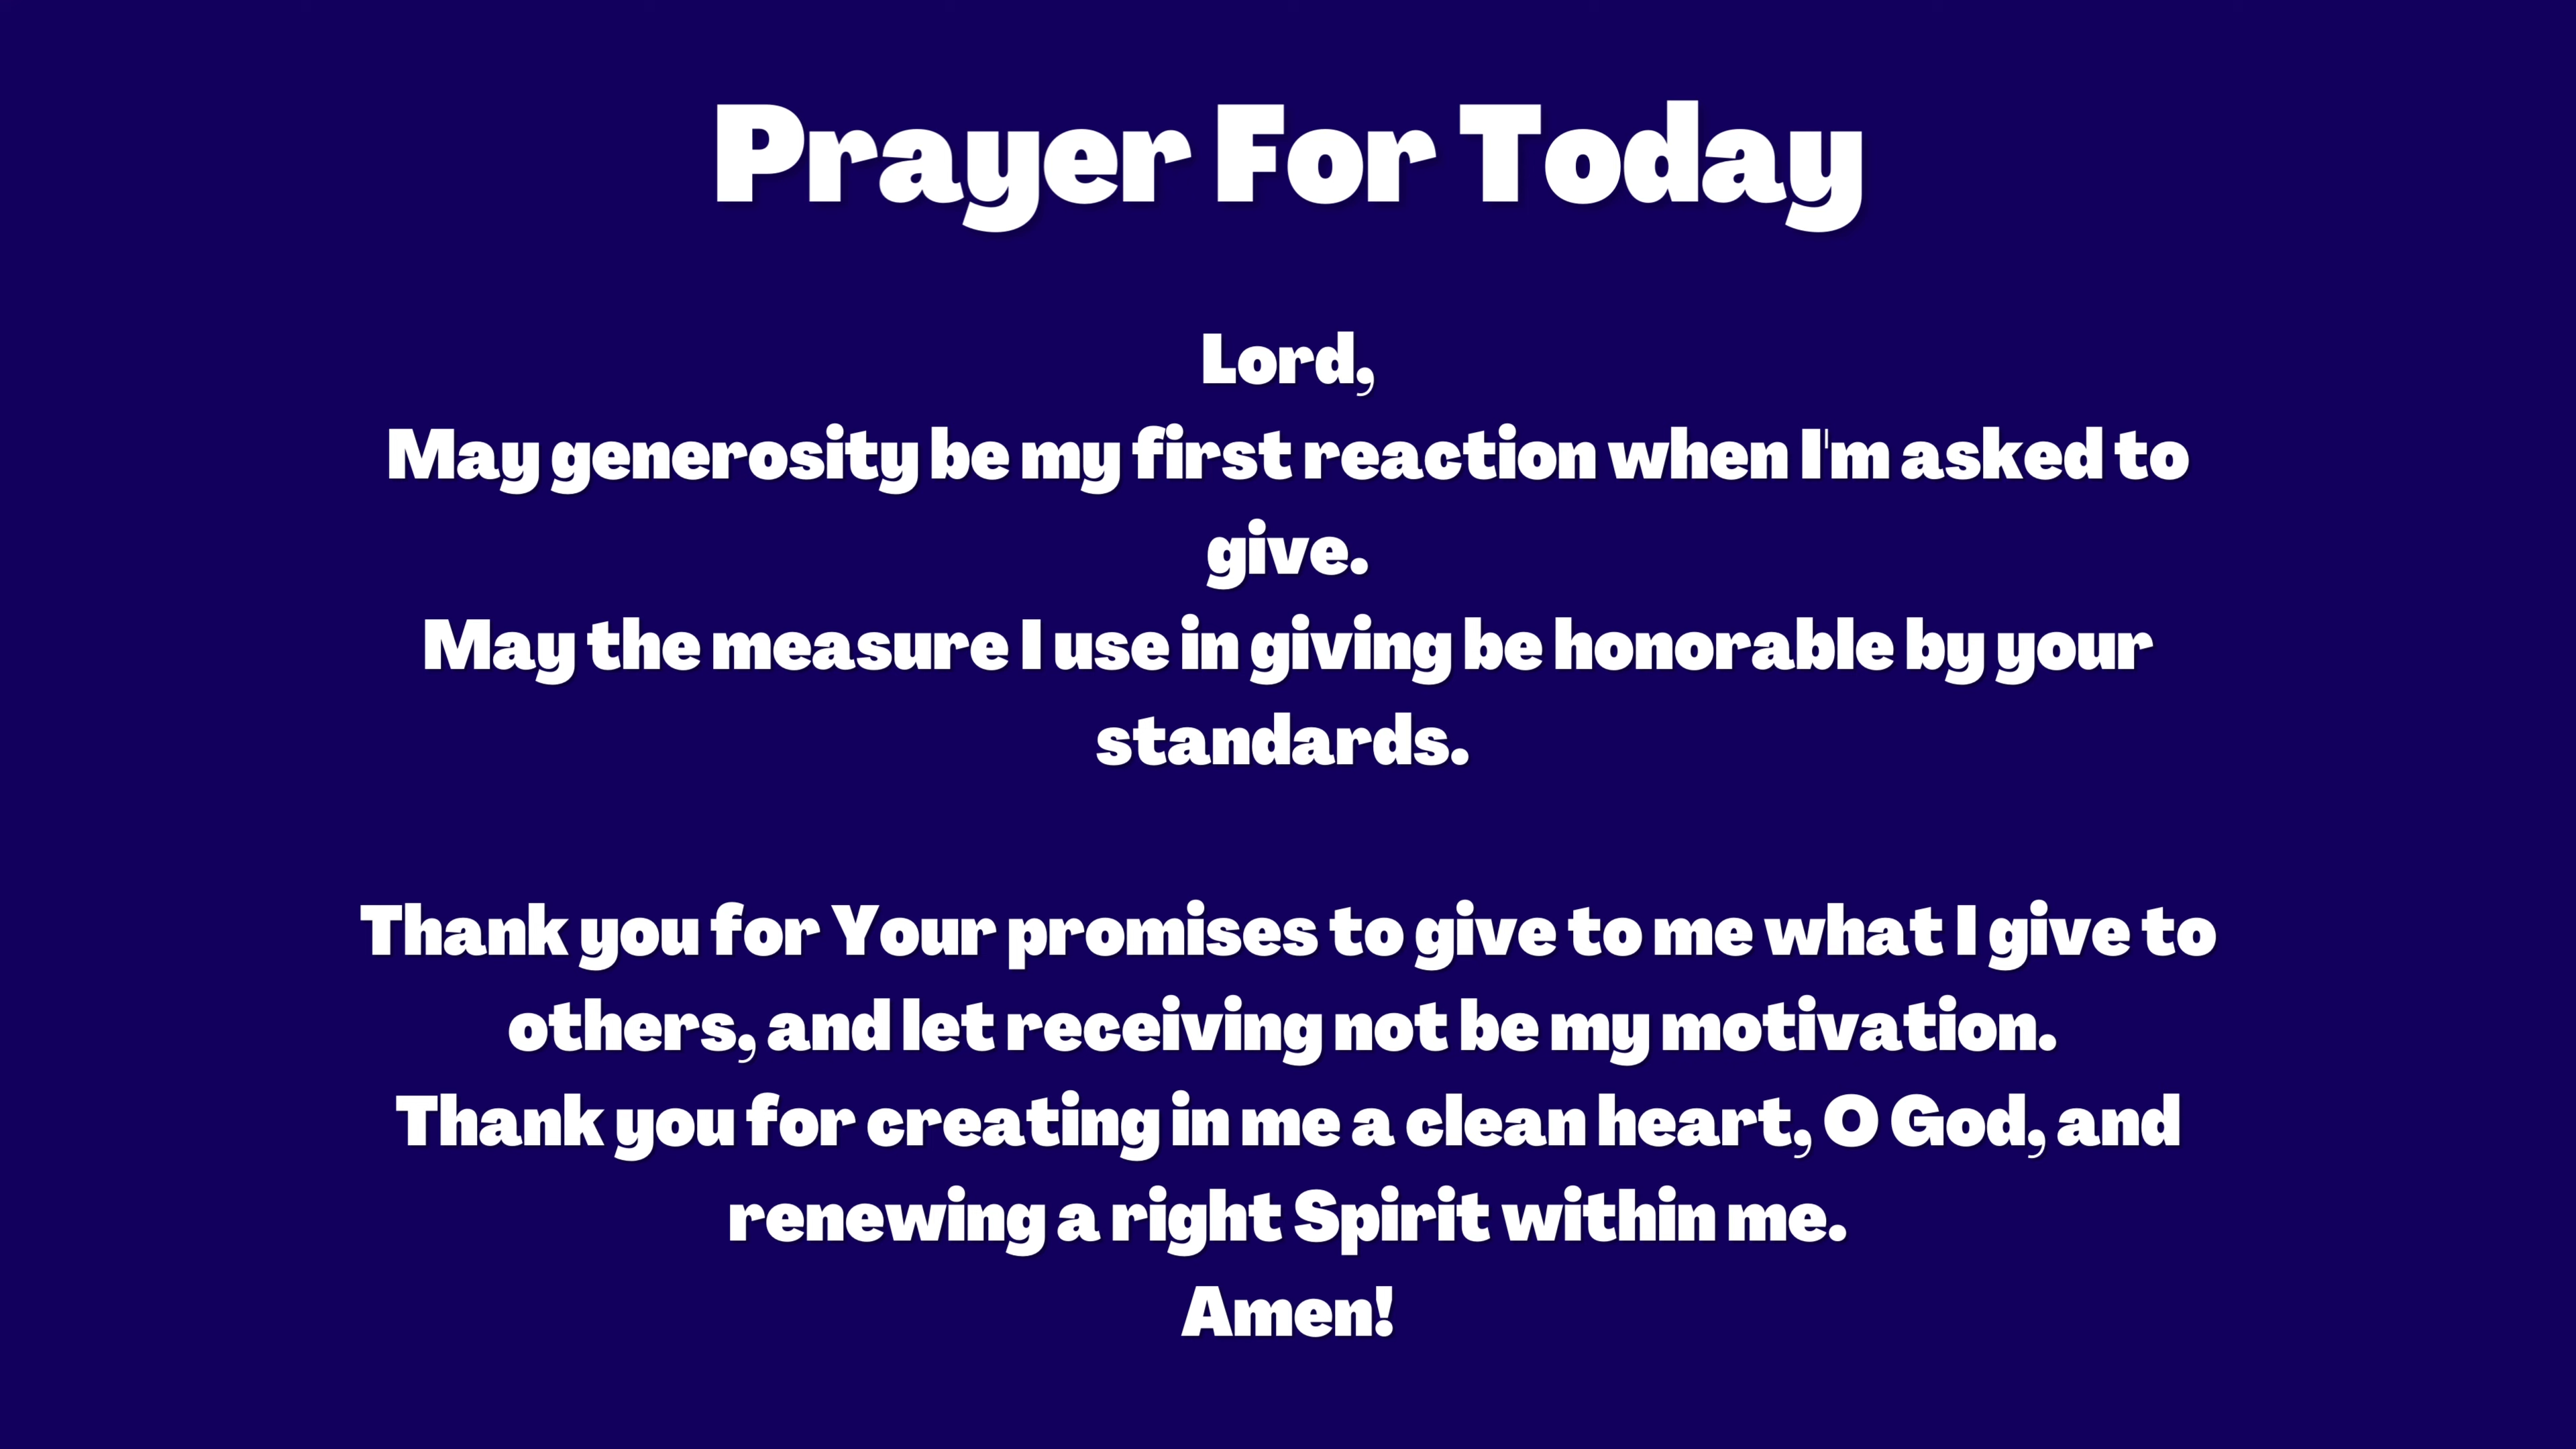 Prayer For Today
Lord,
May generosity be my first reaction when I'm asked to
give.
May the measure I use in giving be honorable by your
standards.
Thank you for Your promises to give to me what I give to
others, and let receiving not be my motivation.
Thank you for creating in me a clean heart, O God, and
renewing a right Spirit within me.
Amen!